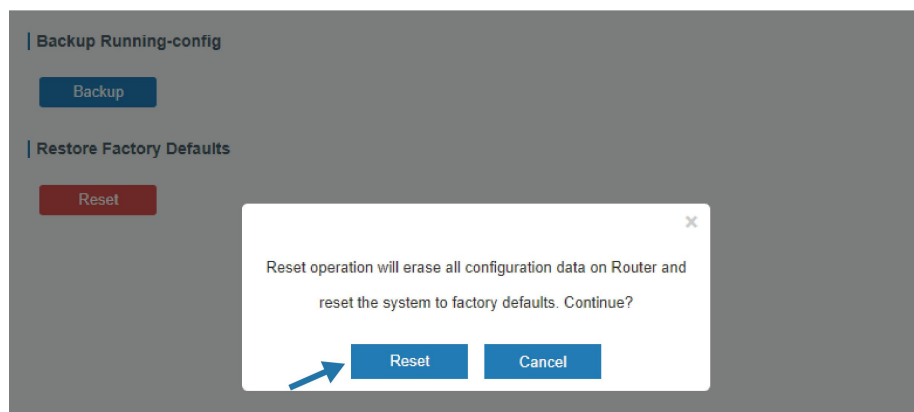 Backup Running-config
Backup
Restore Factory Defaults
Reset
Reset operation will erase all configuration data on Router and
reset the system to factory defaults. Continue?
Reset Cancel